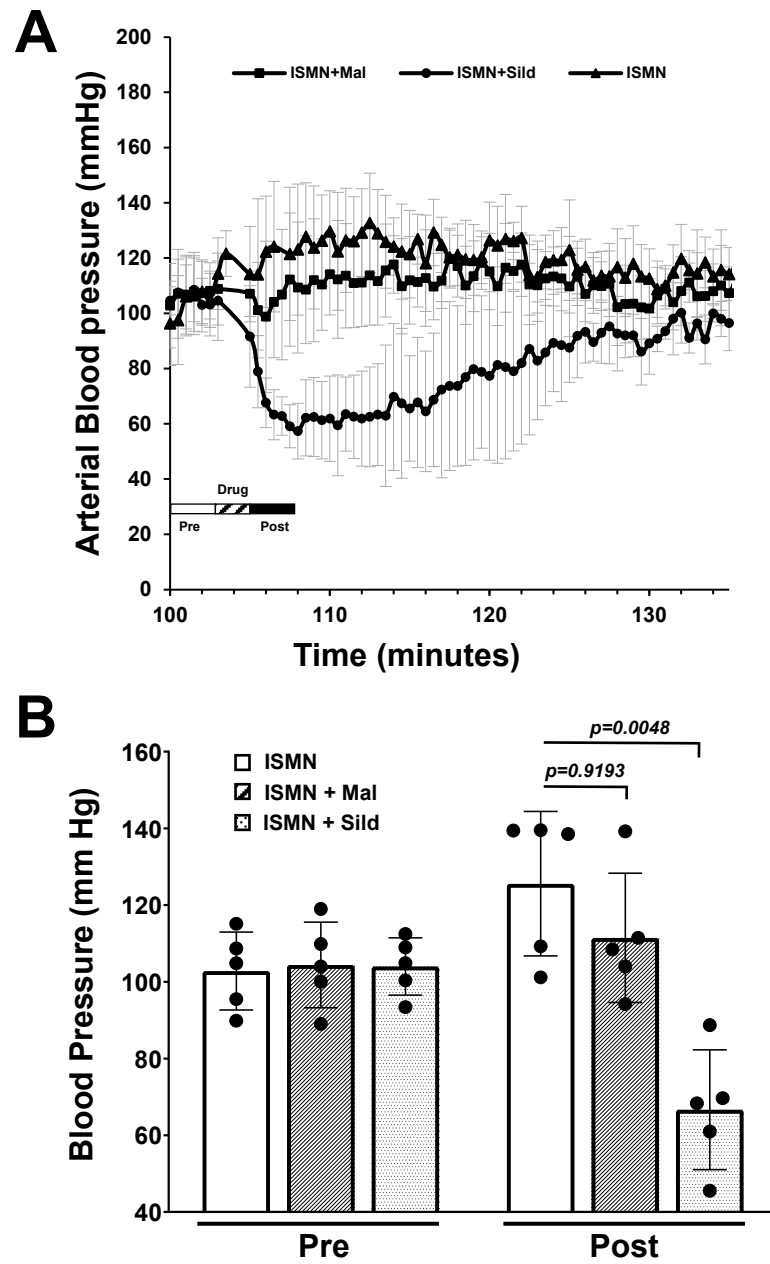 A
Arterial Blood pressure (mmHg)
200
180
160
140
120
100
80
60
40
20
0
ISMN+Mal ISMN+Sild ISMN
Drug
Pre Post
100 110 120 130
Time (minutes)
B
Blood Pressure (mm Hg)
160
140
120
100
80
60
40
ISMN
ISMN + Mal
ISMN + Sild
p=0.0048
p=0.9193
Pre Post